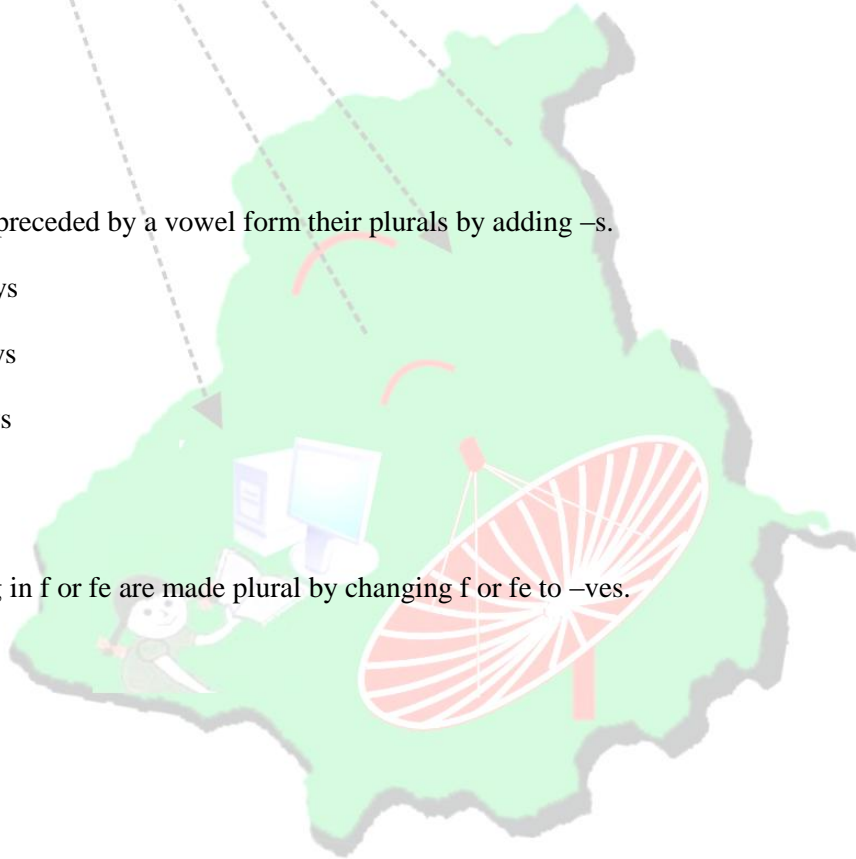 preceded by a vowel form their plurals by adding –s.
ys
ys
s
in f or fe are made plural by changing f or fe to –ves.